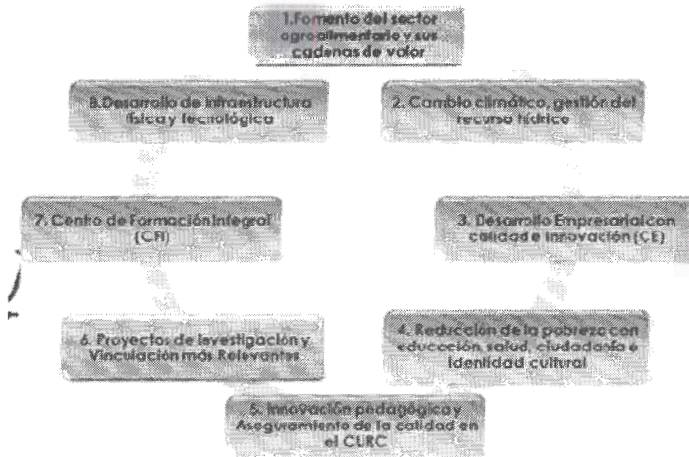 1.Fomento del sector
agroalimentario y sus
cadenas de valor
2. Cambio climático, gestión del
recurso hídrico
3. Desarrollo Empresarial con
calidad e innovación (CE)
4. Reducción de la pobreza con
educación, salud, ciudadanía e
identidad cultural
5. Innovación pedagógica y
Aseguramiento de la calidad en
el CURC
6. Proyectos de investigación y
Vinculación más Relevantes
7. Centro de Formación Integral
(CFI)
8.Desarrollo de infraestructura
física y tecnológica